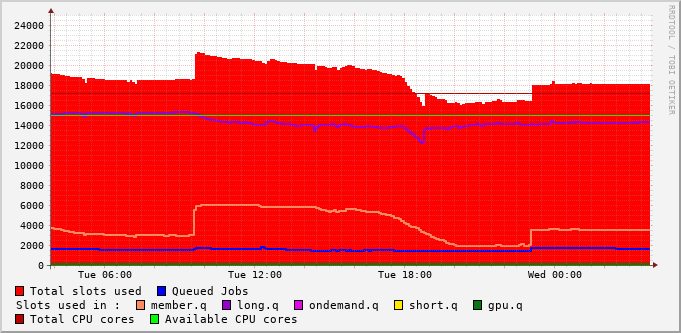 24000
22000
20000
18000
16000
14000
12000
10000
8000
6000
4000
2000
0
Tue 06:00 Tue 12:00 Tue 18:00 Wed 00:00
RRDTOOL / TOBI OETIKER
Total slots used Queued Jobs
Slots used in : member.q long.q ondemand.q short.q gpu.q
Total CPU cores Available CPU cores